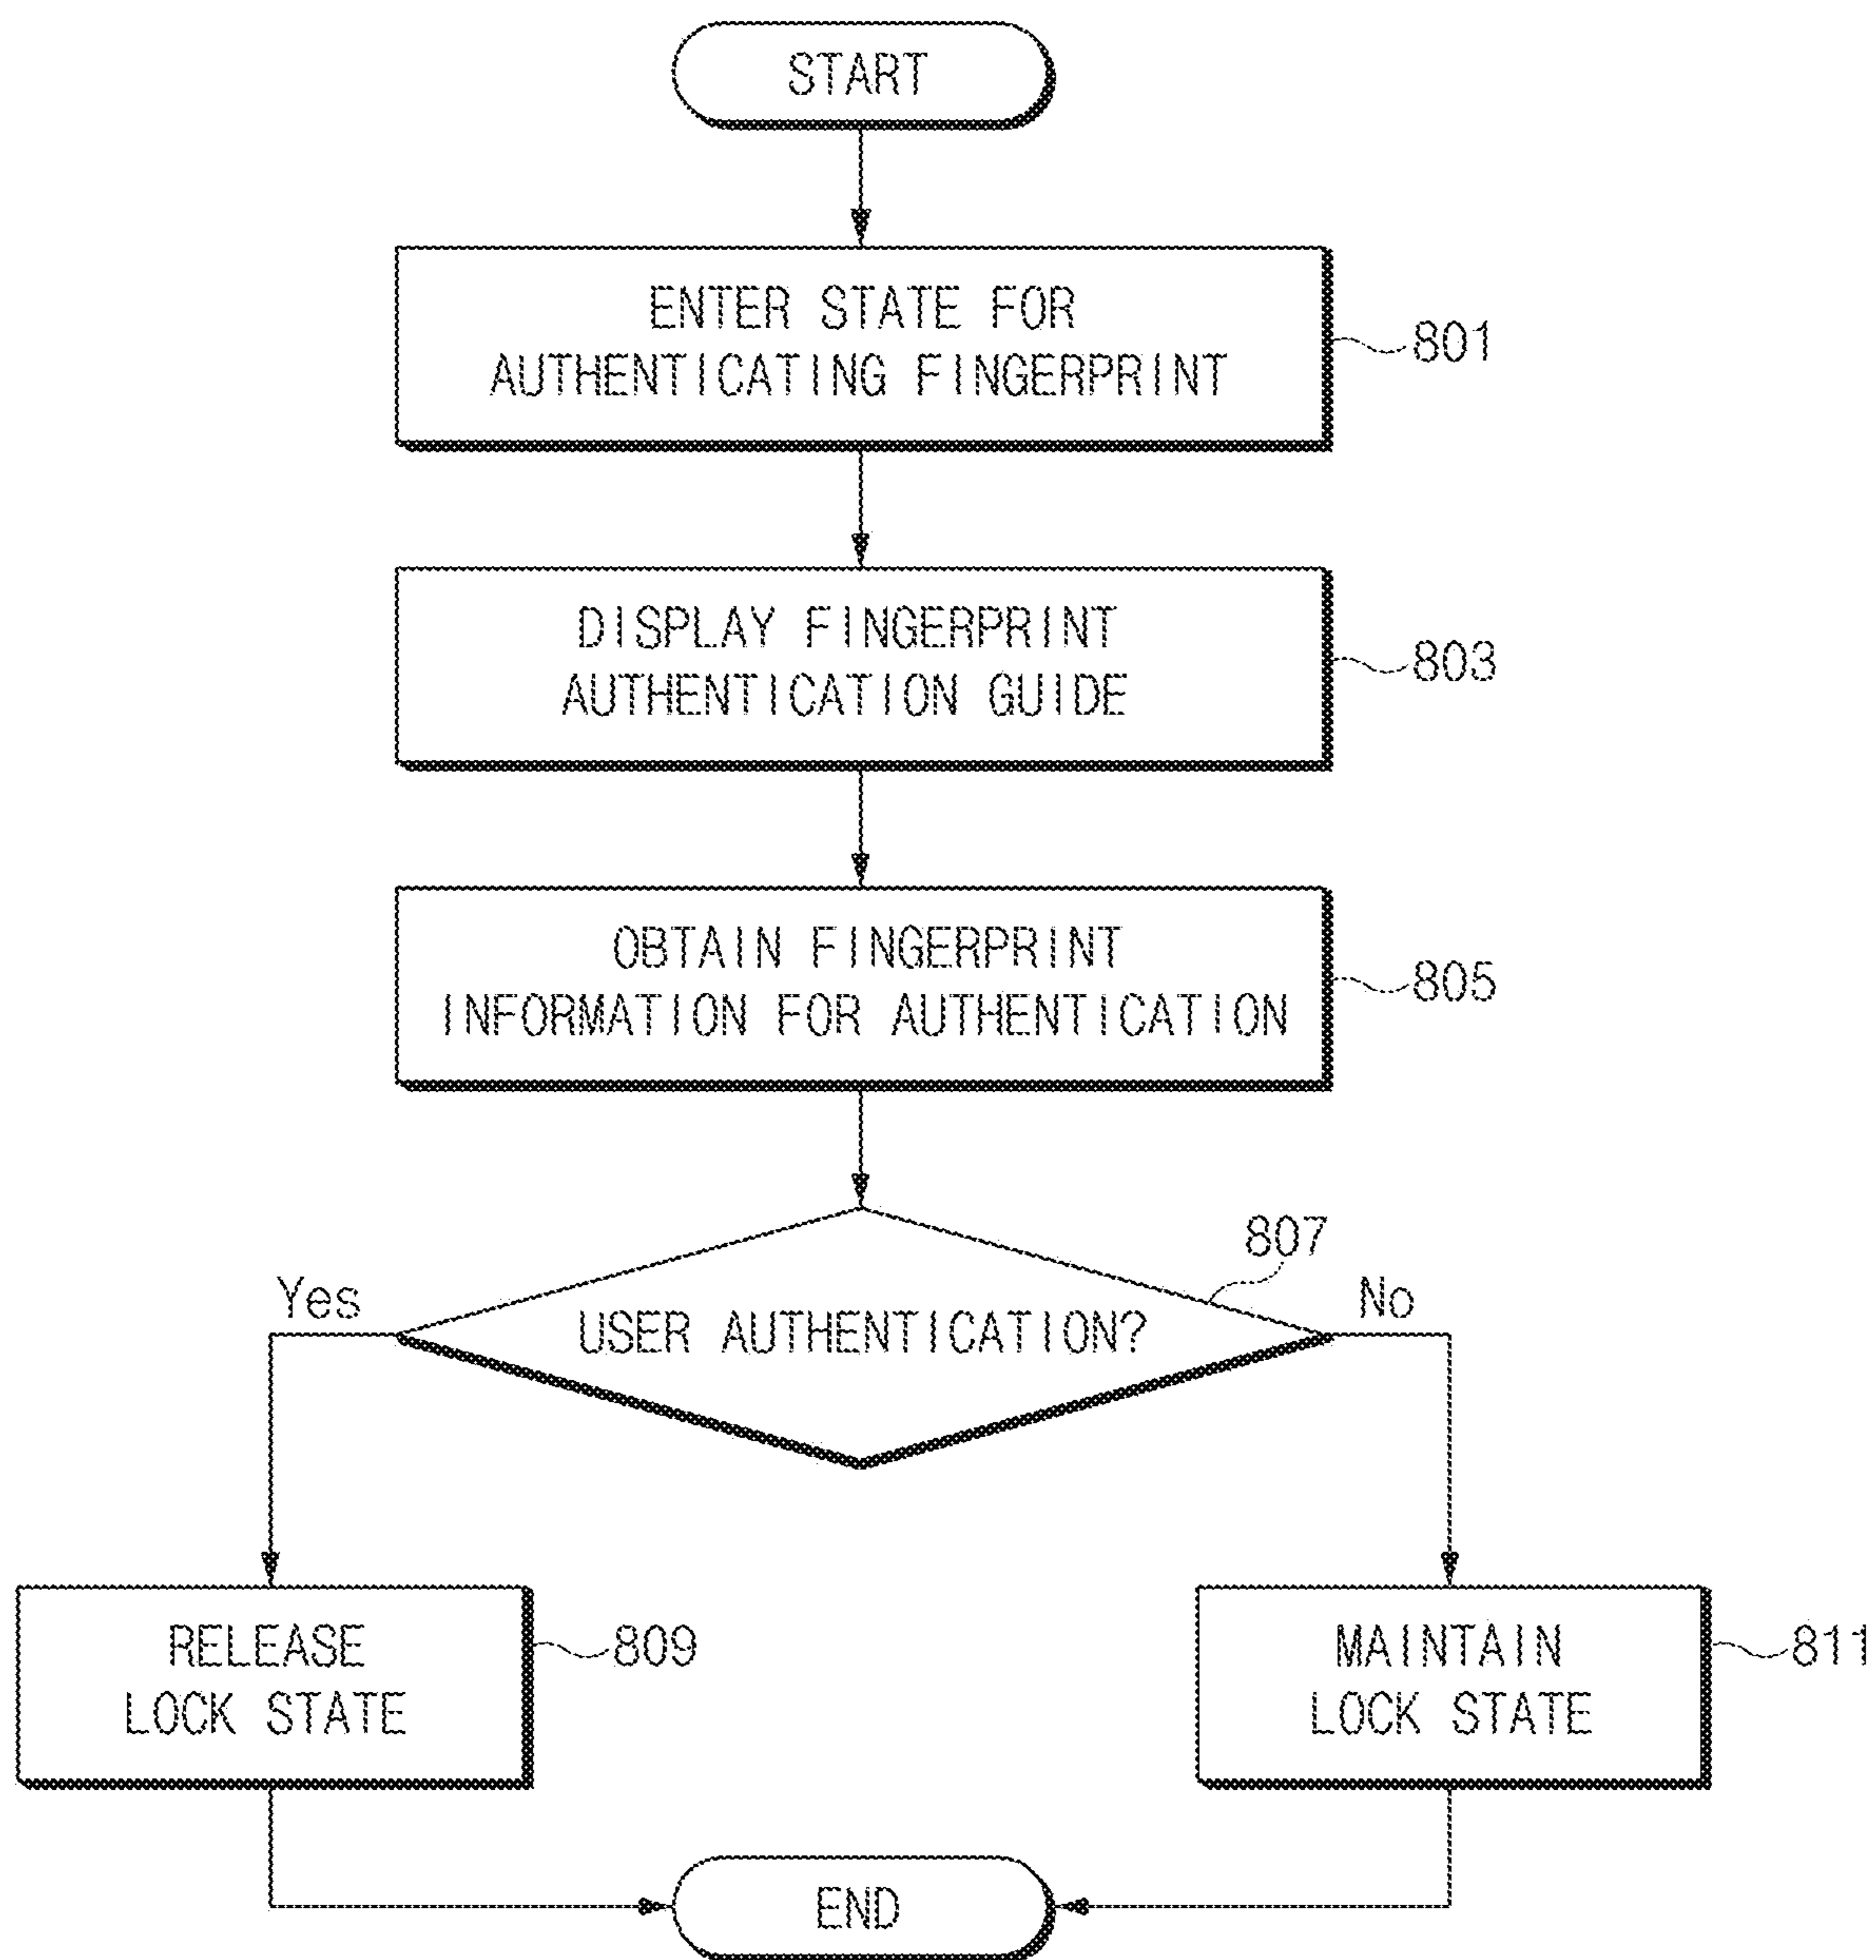 START
ENTER STATE FOR
AUTHENTICATING FINGERPRINT
801
DISPLAY FINGERPRINT
AUTHENTICATION GUIDE
803
OBTAIN FINGERPRINT
INFORMATION FOR AUTHENTICATION
805
807
Yes
USER AUTHENTICATION?
No
RELEASE
LOCK STATE
809
MAINTAIN
LOCK STATE
811
END